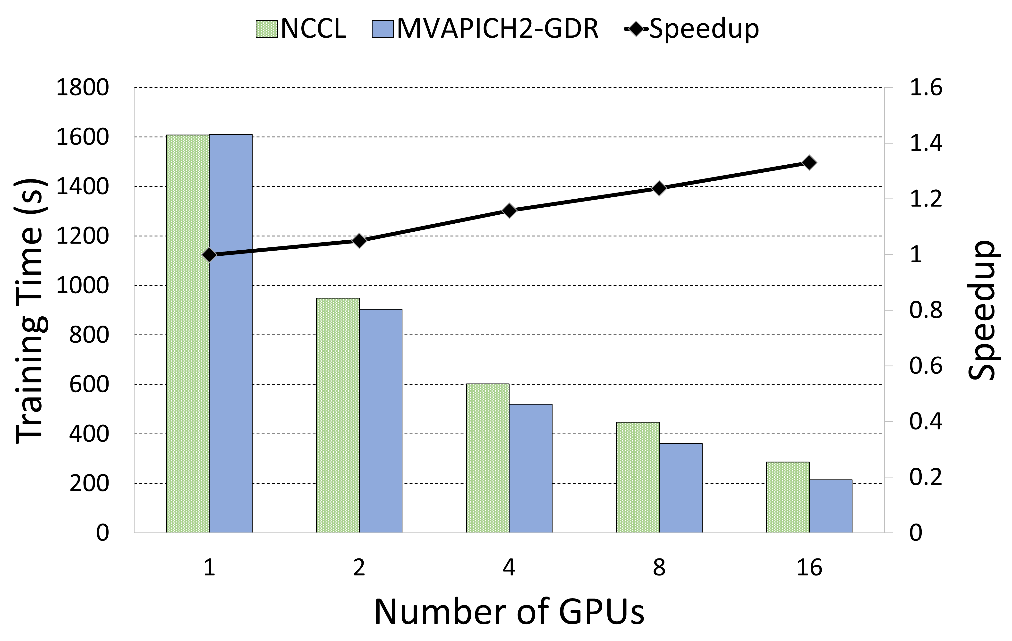 NCCL MVAPICH2-GDR Speedup
1800 1.6
1600 1.4
1400 1.2
1200 1
1000 0.8
800 0.6
600 0.4
400 0.2
200 0
0
Training Time (s)
Speedup
1 2 4 8 16
Number of GPUs